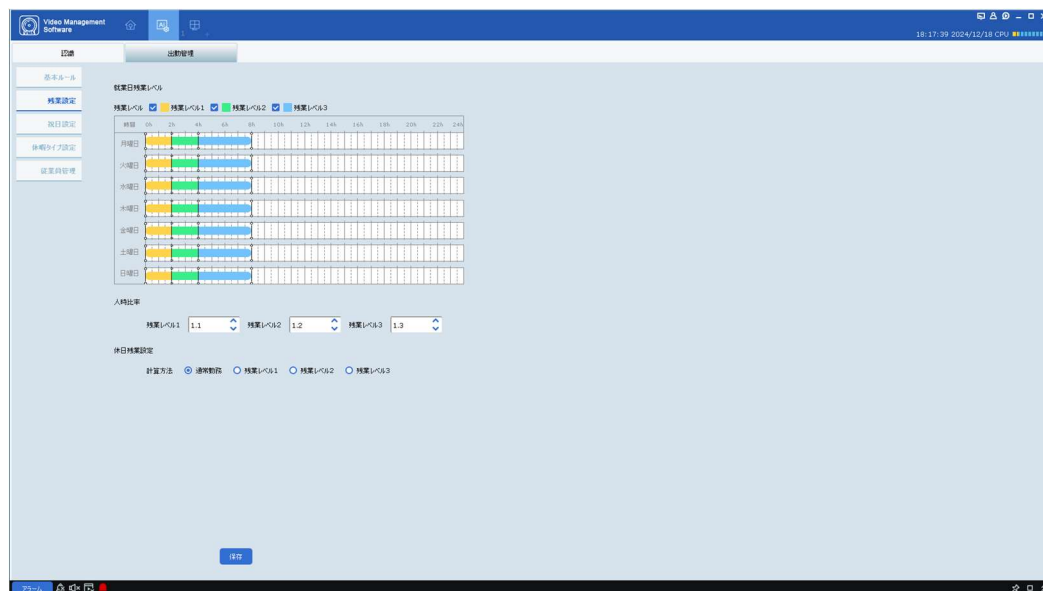 Video Management
Software
18:17:39 2024/12/18 CPU
認識
出勤管理
基本ルール
残業設定
祝日設定
休暇タイプ設定
従業員管理
就業日残業レベル
残業レベル 残業レベル1 残業レベル2 残業レベル3
時間 0h 2h 4h 6h 8h 10h 12h 14h 16h 18h 20h 22h 24h
月曜日
火曜日
水曜日
木曜日
金曜日
土曜日
日曜日
人時比率
残業レベル1 1.1 残業レベル2 1.2 残業レベル3 1.3
休日残業設定
計算方法 通常勤務 残業レベル1 残業レベル2 残業レベル3
保存
アラーム